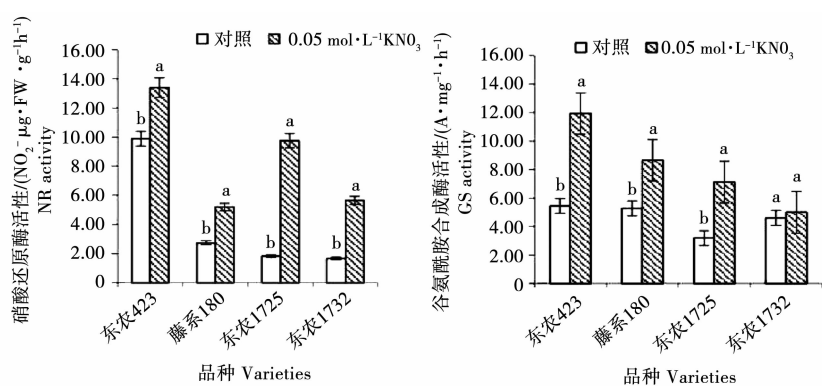 硝酸还原酶活性/(NO₂⁻ μg·FW·g⁻¹h⁻¹)
NR activity
16.00
14.00
12.00
10.00
8.00
6.00
4.00
2.00
0
对照 0.05 mol·L⁻¹KN0₃
b a
b a
b a
b a
东农423 藤系180 东农1725 东农1732
品种 Varieties
谷氨酰胺合成酶活性/(A·mg⁻¹·h⁻¹)
GS activity
16.00
14.00
12.00
10.00
8.00
6.00
4.00
2.00
0.00
对照 0.05 mol·L⁻¹KN0₃
b a
b a
b a
a a
东农423 藤系180 东农1725 东农1732
品种 Varieties